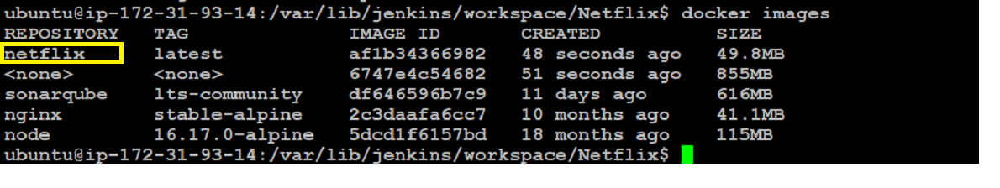 ubuntu@ip-172-31-93-14:/var/lib/jenkins/workspace/Netflix$ docker images
REPOSITORY TAG IMAGE ID CREATED SIZE
netflix latest af1b34366982 48 seconds ago 49.8MB
<none> <none> 6747e4c54682 51 seconds ago 855MB
sonarqube lts-community df646596b7c9 11 days ago 616MB
nginx stable-alpine 2c3daafa6cc7 10 months ago 41.1MB
node 16.17.0-alpine 5dcd1f6157bd 18 months ago 115MB
ubuntu@ip-172-31-93-14:/var/lib/jenkins/workspace/Netflix$